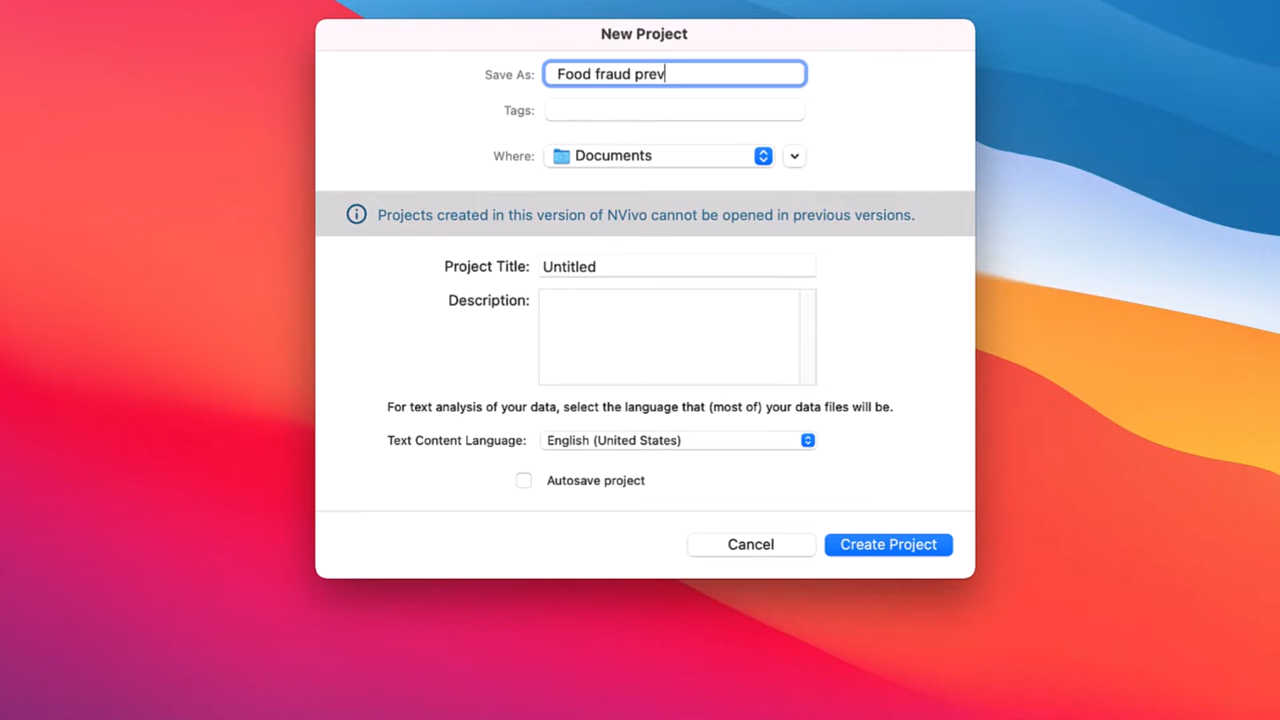 New Project
Save As: Food fraud prev
Tags:
Where: Documents
Projects created in this version of NVivo cannot be opened in previous versions.
Project Title: Untitled
Description:
For text analysis of your data, select the language that (most of) your data files will be.
Text Content Language: English (United States)
Autosave project
Cancel Create Project